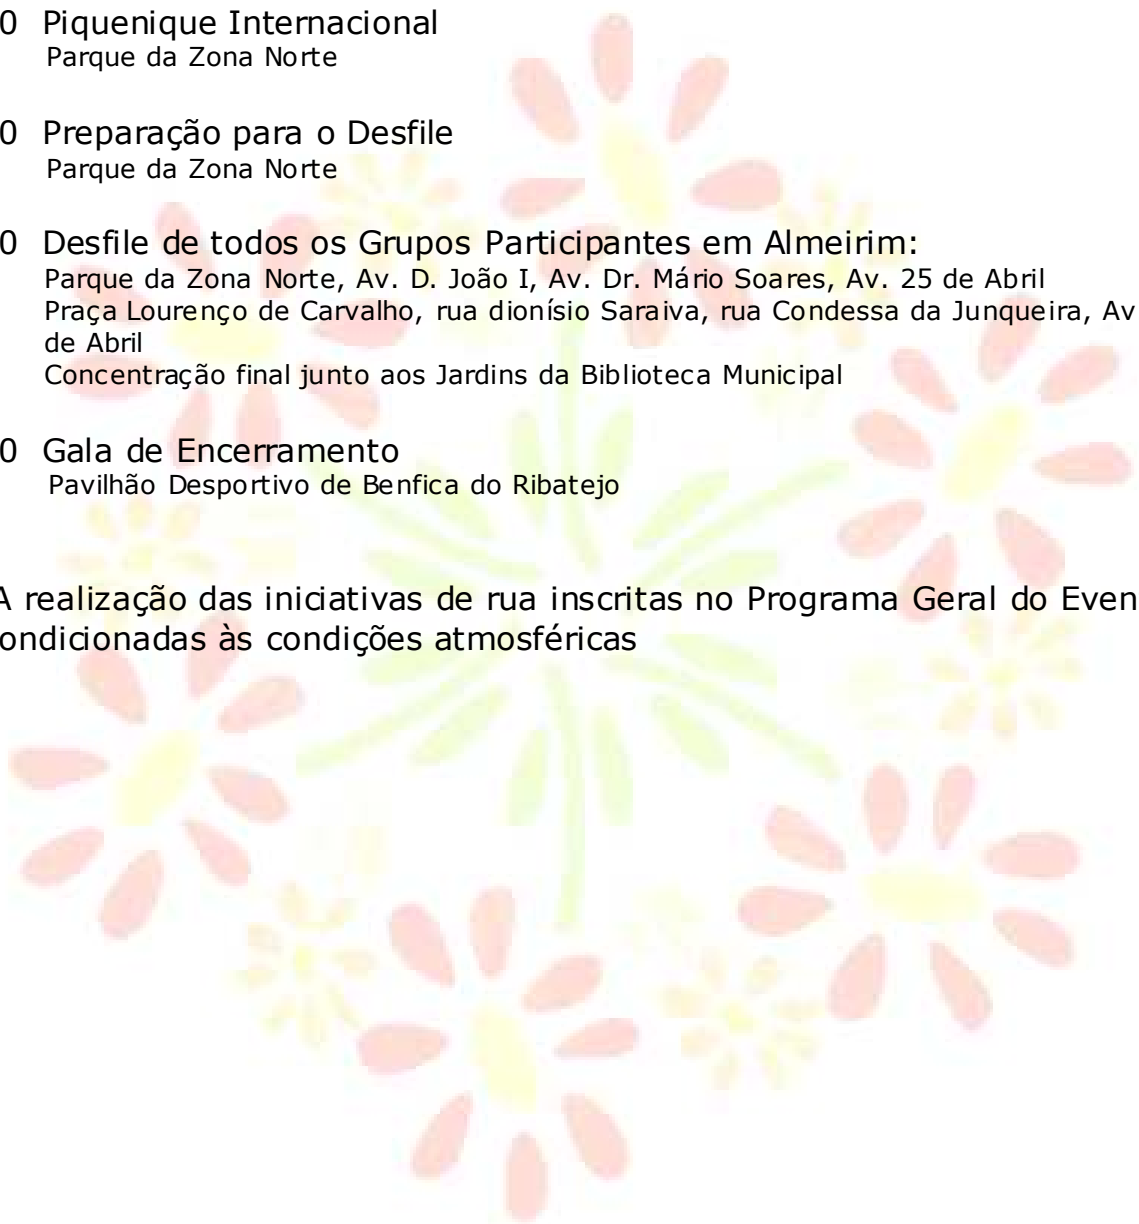 0 Piquenique Internacional
Parque da Zona Norte
0 Preparação para o Desfile
Parque da Zona Norte
0 Desfile de todos os Grupos Participantes em Almeirim:
Parque da Zona Norte, Av. D. João I, Av. Dr. Mário Soares, Av. 25 de Abril
Praça Lourenço de Carvalho, rua dionísio Saraiva, rua Condessa da Junqueira, Av
de Abril
Concentração final junto aos Jardins da Biblioteca Municipal
0 Gala de Encerramento
Pavilhão Desportivo de Benfica do Ribatejo
A realização das iniciativas de rua inscritas no Programa Geral do Even
ondicionadas às condições atmosféricas